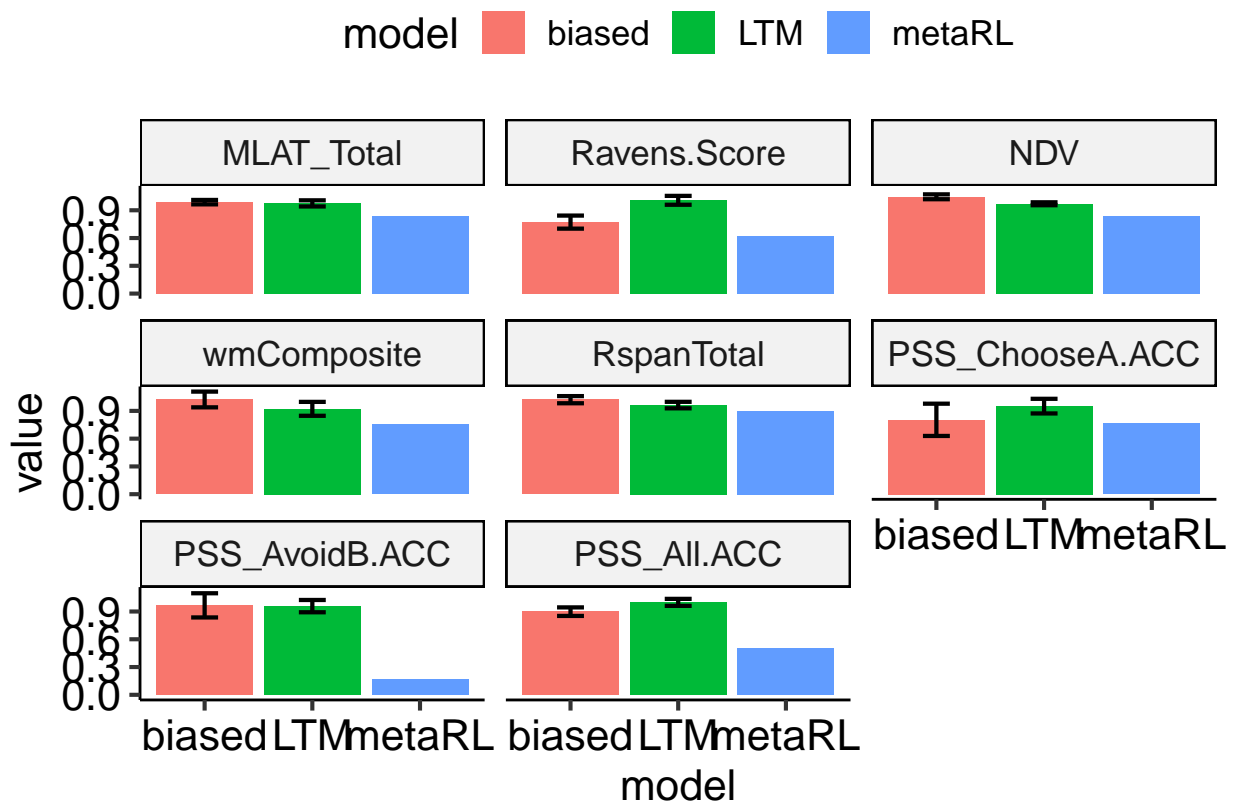 model biased LTM metaRL
MLAT_Total Ravens.Score NDV
0.9
0.6
0.3
0.0
wmComposite RspanTotal PSS_ChooseA.ACC
0.9
0.6
0.3
0.0
value
biased LTM metaRL
PSS_AvoidB.ACC PSS_All.ACC
0.9
0.6
0.3
0.0
biased LTM metaRL biased LTM metaRL
model